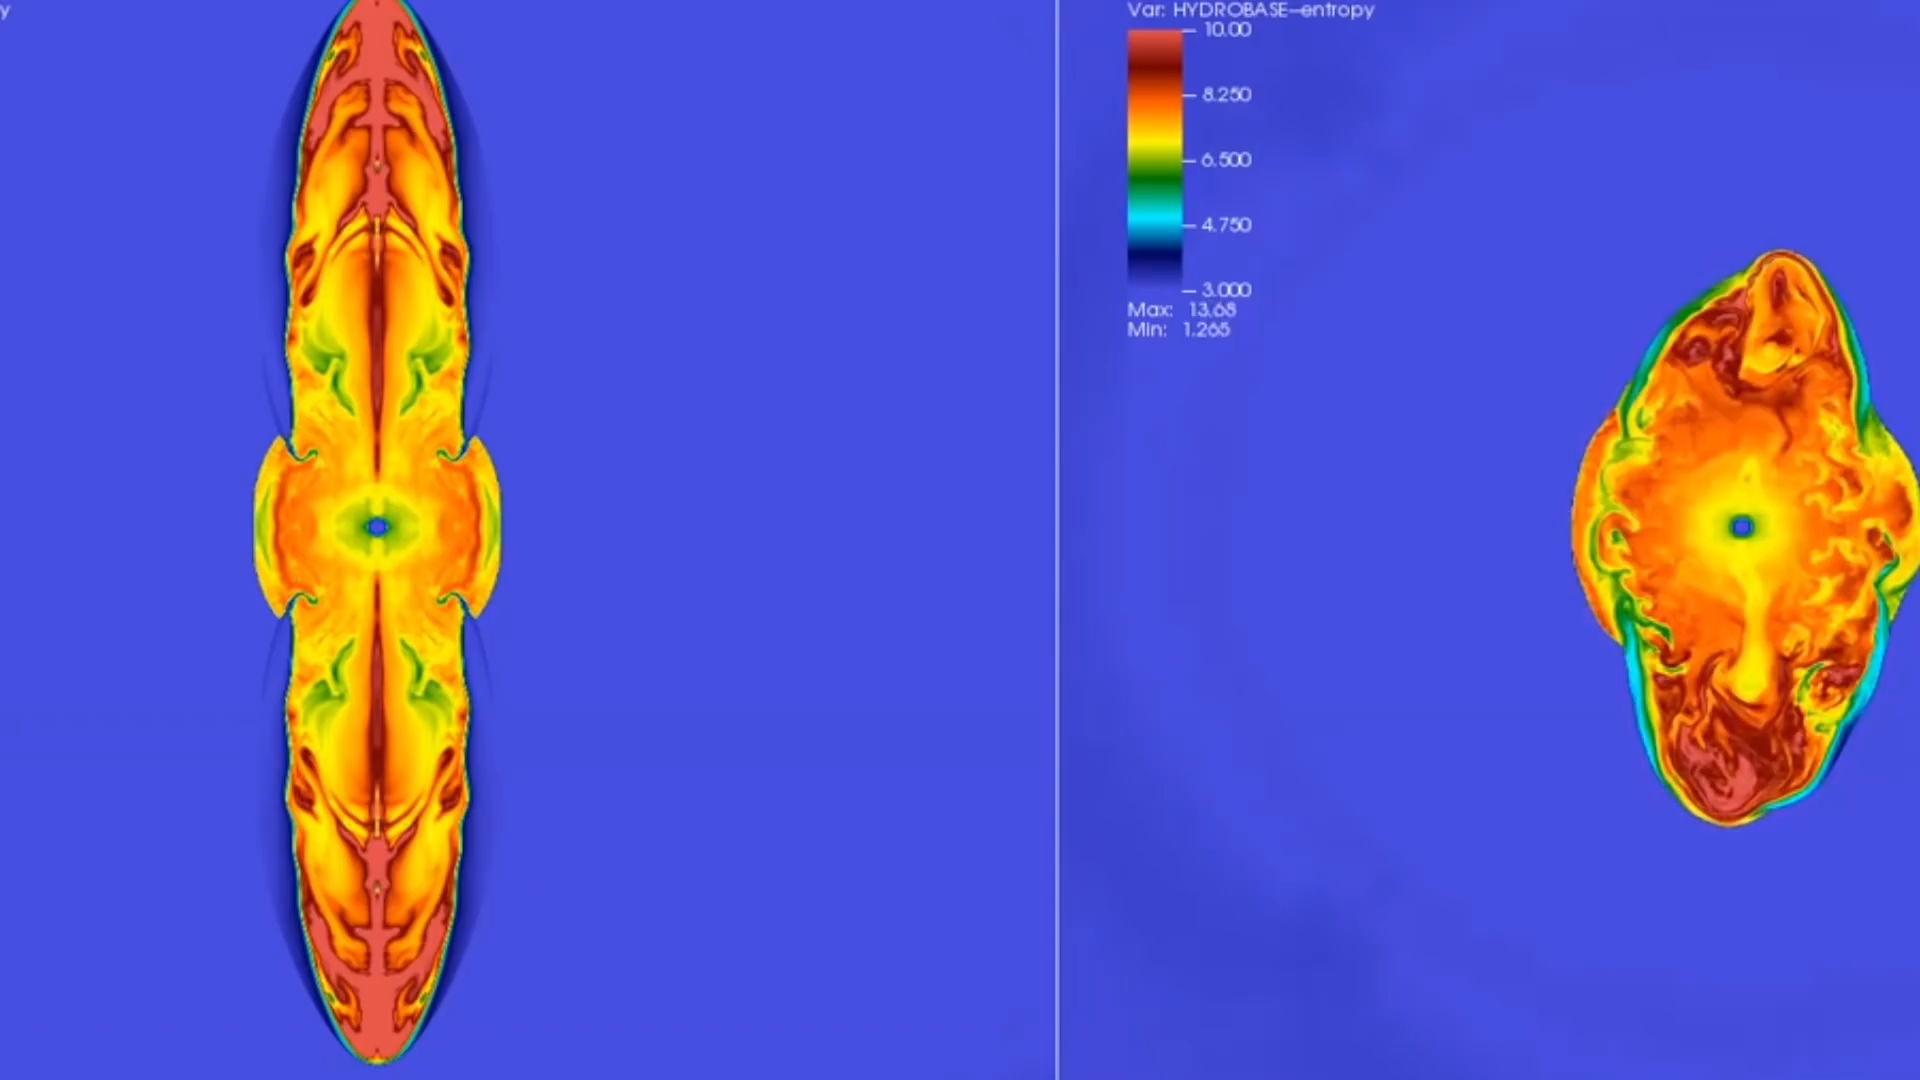 y
Var: HYDROBASE–entropy
10.00
8.250
6.500
4.750
3.000
Max: 13.68
Min: 1.265